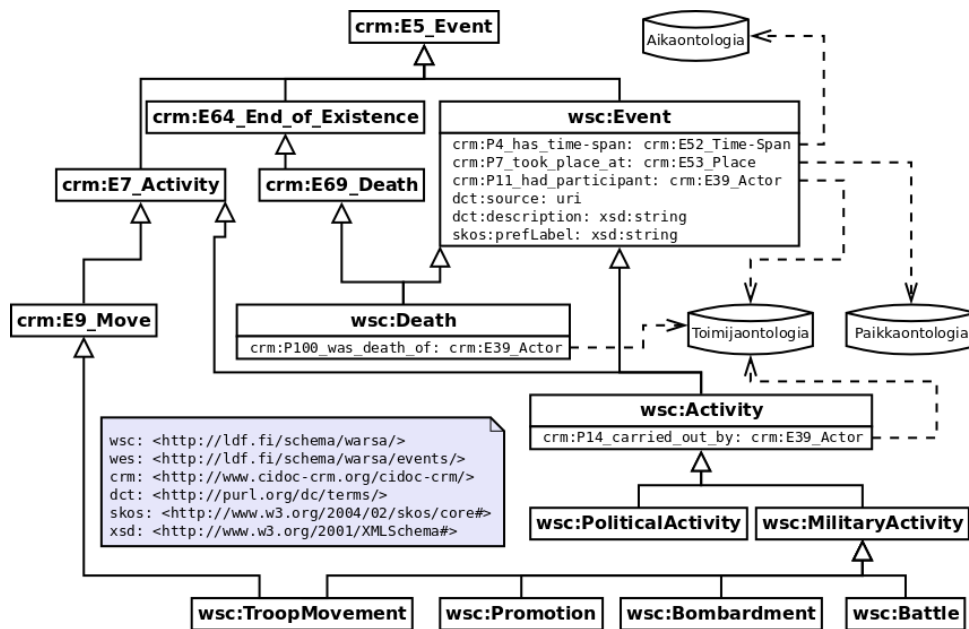 crm:E5_Event
Aikaontologia
crm:E64_End_of_Existence
wsc:Event
crm:P4_has_time-span: crm:E52_Time-Span
crm:P7_took_place_at: crm:E53_Place
crm:P11_had_participant: crm:E39_Actor
dct:source: uri
dct:description: xsd:string
skos:prefLabel: xsd:string
crm:E7_Activity
crm:E69_Death
crm:E9_Move
wsc:Death
crm:P100_was_death_of: crm:E39_Actor
Toimijaontologia
Paikkaontologia
wsc:Activity
crm:P14_carried_out_by: crm:E39_Actor
wsc: <http://ldf.fi/schema/warsa/>
wes: <http://ldf.fi/schema/warsa/events/>
crm: <http://www.cidoc-crm.org/cidoc-crm/>
dct: <http://purl.org/dc/terms/>
skos: <http://www.w3.org/2004/02/skos/core#>
xsd: <http://www.w3.org/2001/XMLSchema#>
wsc:PoliticalActivity
wsc:MilitaryActivity
wsc:TroopMovement
wsc:Promotion
wsc:Bombardment
wsc:Battle